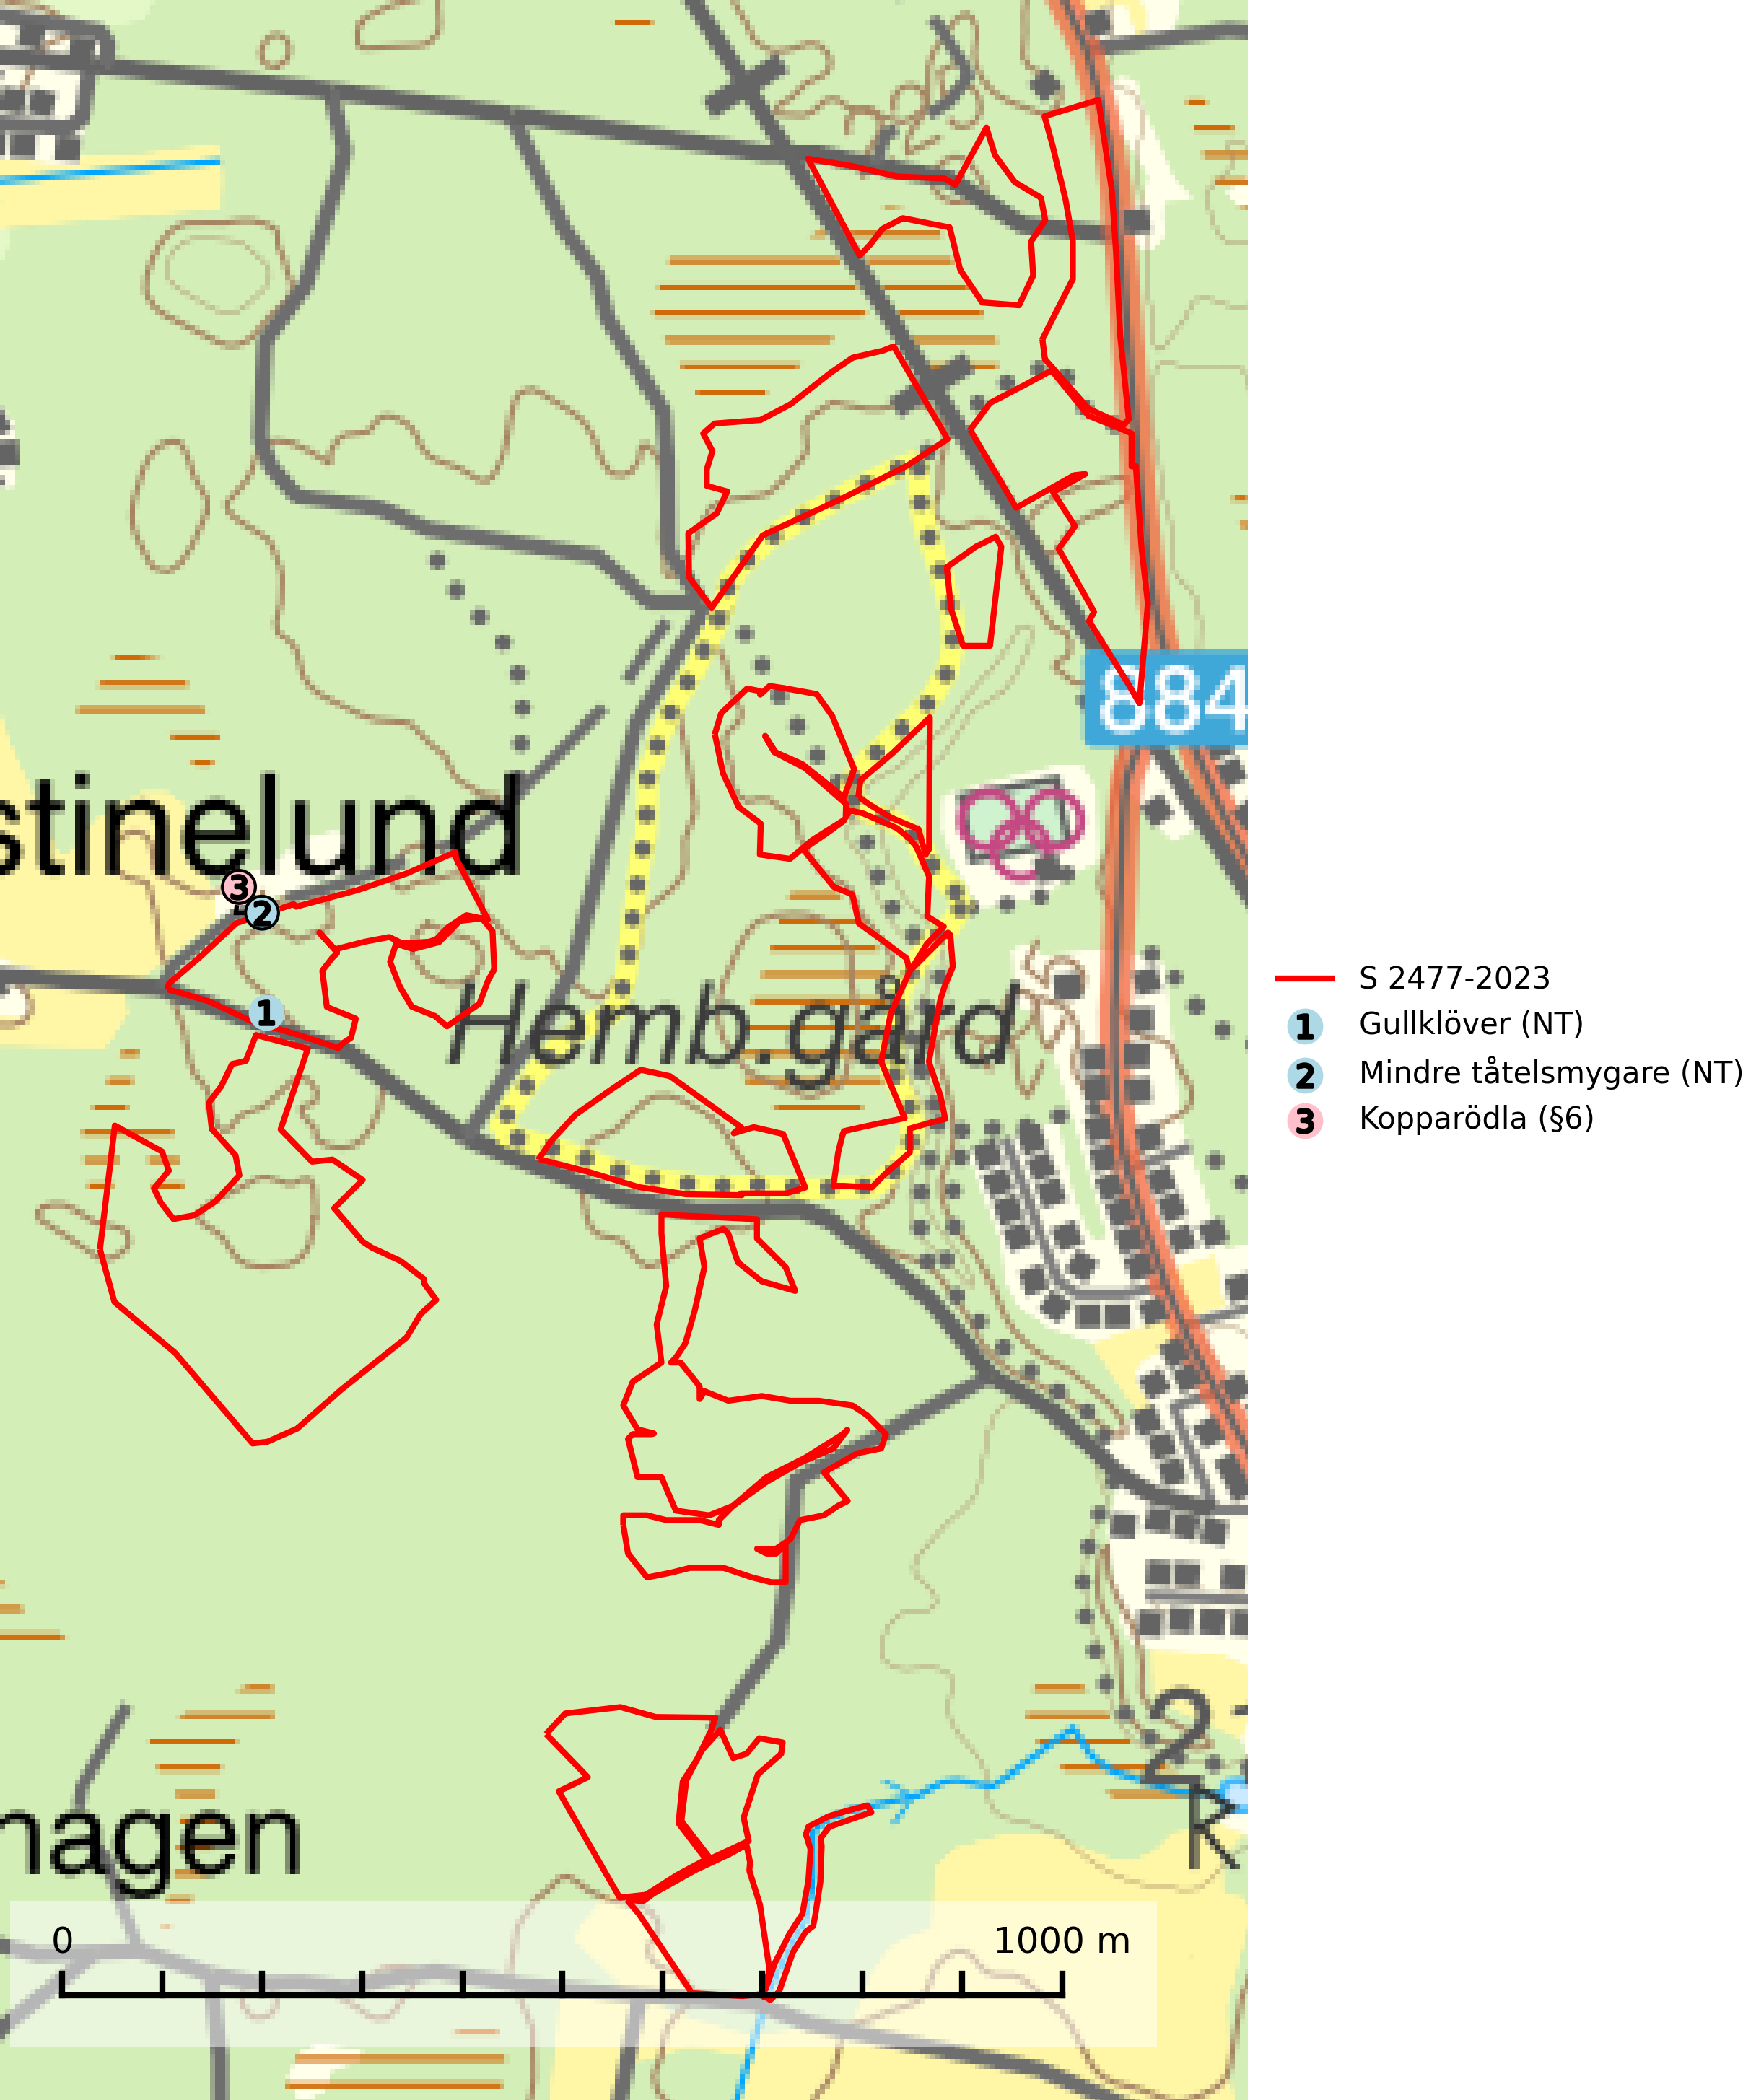 884
stinelund
3
2
Hemb.gård
1
S 2477-2023
1 Gullklöver (NT)
2 Mindre tåtelsmygare (NT)
3 Kopparödla (§6)
2
R
hagen
0 1000 m